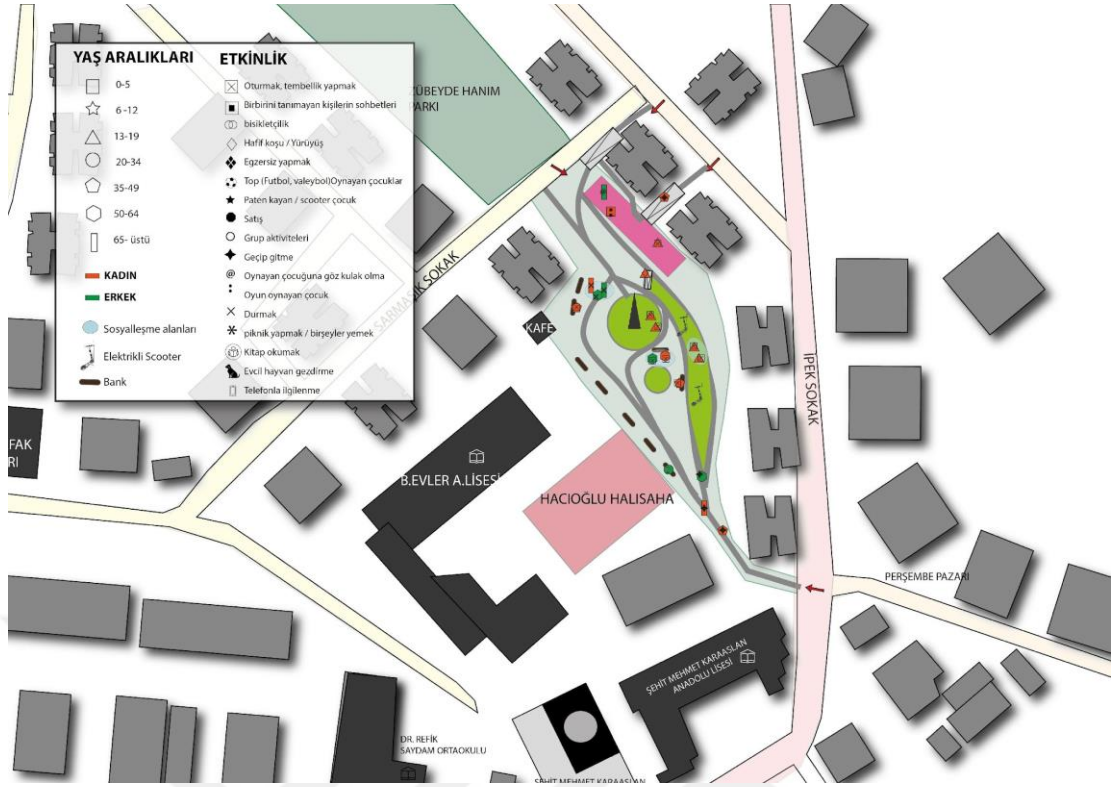 YAŞ ARALIKLARI
0-5
6 -12
13-19
20-34
35-49
50-64
65- üstü
KADIN
ERKEK
Sosyalleşme alanları
Elektrikli Scooter
Bank
ETKİNLİK
Oturmak, tembellik yapmak
Birbirini tanımayan kişilerin sohbetleri
bisikletçilik
Hafif koşu / Yürüyüş
Egzersiz yapmak
Top (Futbol, valeybol)Oynayan çocuklar
Paten kayan / scooter çocuk
Satış
Grup aktiviteleri
Geçip gitme
@ Oynayan çocuğuna göz kulak olma
Oyun oynayan çocuk
Durmak
piknik yapmak / birşeyler yemek
Kitap okumak
Evcil hayvan gezdirme
Telefonla ilgilenme
ZÜBEYDE HANIM
PARKI
SARMAŞIK SOKAK
KAFE
İPEK SOKAK
FAK
RI
B.EVLER A.LİSESİ
HACIOĞLU HALISAHA
PERŞEMBE PAZARI
ŞEHİT MEHMET KARAASLAN
ANADOLU LİSESİ
DR. REFİK
SAYDAM ORTAOKULU
ŞEHİT MEHMET KARAASLAN